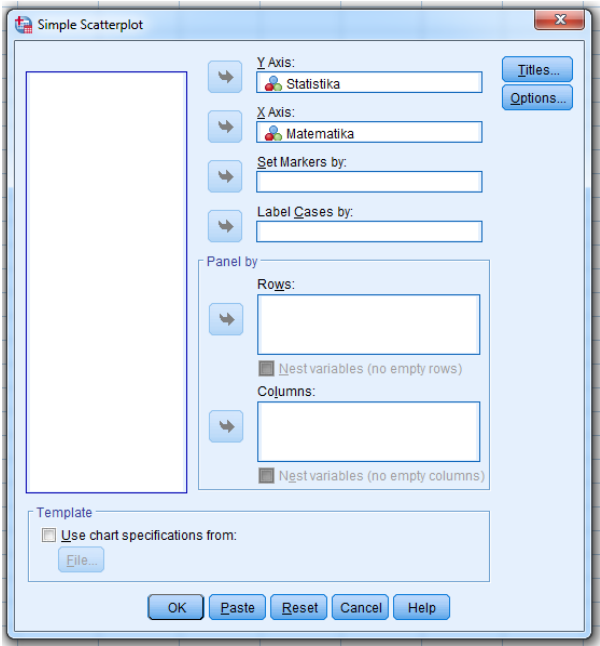 Simple Scatterplot
Y Axis:
Statistika
X Axis:
Matematika
Set Markers by:
Label Cases by:
Titles...
Options...
Panel by
Rows:
Nest variables (no empty rows)
Columns:
Nest variables (no empty columns)
Template
Use chart specifications from:
File...
OK Paste Reset Cancel Help